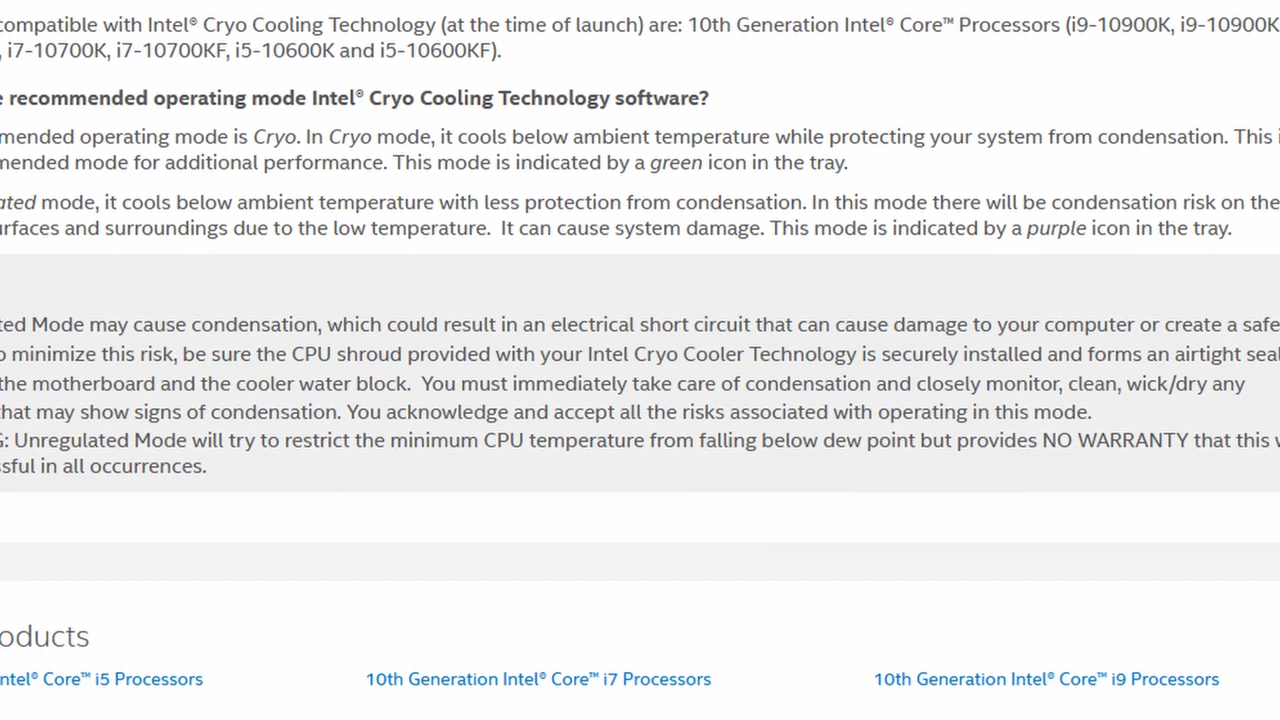 compatible with Intel® Cryo Cooling Technology (at the time of launch) are: 10th Generation Intel® Core™ Processors (i9-10900K, i9-10900K
, i7-10700K, i7-10700KF, i5-10600K and i5-10600KF).
e recommended operating mode Intel® Cryo Cooling Technology software?
mended operating mode is Cryo. In Cryo mode, it cools below ambient temperature while protecting your system from condensation. This i
mended mode for additional performance. This mode is indicated by a green icon in the tray.
ated mode, it cools below ambient temperature with less protection from condensation. In this mode there will be condensation risk on the
urfaces and surroundings due to the low temperature. It can cause system damage. This mode is indicated by a purple icon in the tray.
ted Mode may cause condensation, which could result in an electrical short circuit that can cause damage to your computer or create a safe
o minimize this risk, be sure the CPU shroud provided with your Intel Cryo Cooler Technology is securely installed and forms an airtight seal
the motherboard and the cooler water block. You must immediately take care of condensation and closely monitor, clean, wick/dry any
that may show signs of condensation. You acknowledge and accept all the risks associated with operating in this mode.
G: Unregulated Mode will try to restrict the minimum CPU temperature from falling below dew point but provides NO WARRANTY that this w
ssful in all occurrences.
oducts
ntel® Core™ i5 Processors
10th Generation Intel® Core™ i7 Processors
10th Generation Intel® Core™ i9 Processors